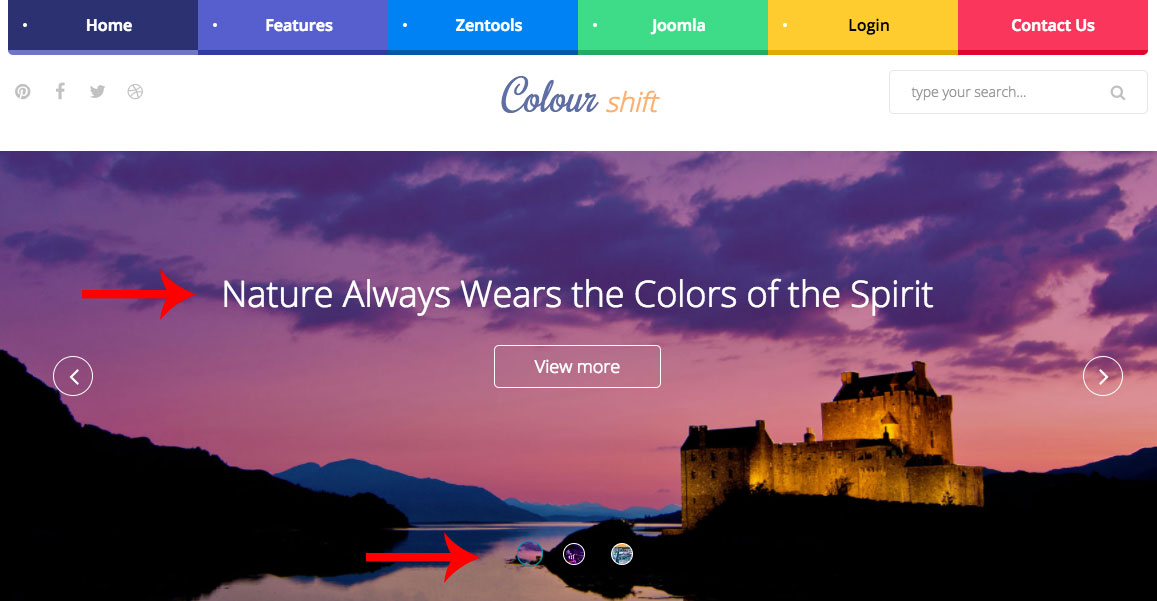 Home
Features
Zentools
Joomla
Login
Contact Us
Colour shift
type your search...
Nature Always Wears the Colors of the Spirit
View more